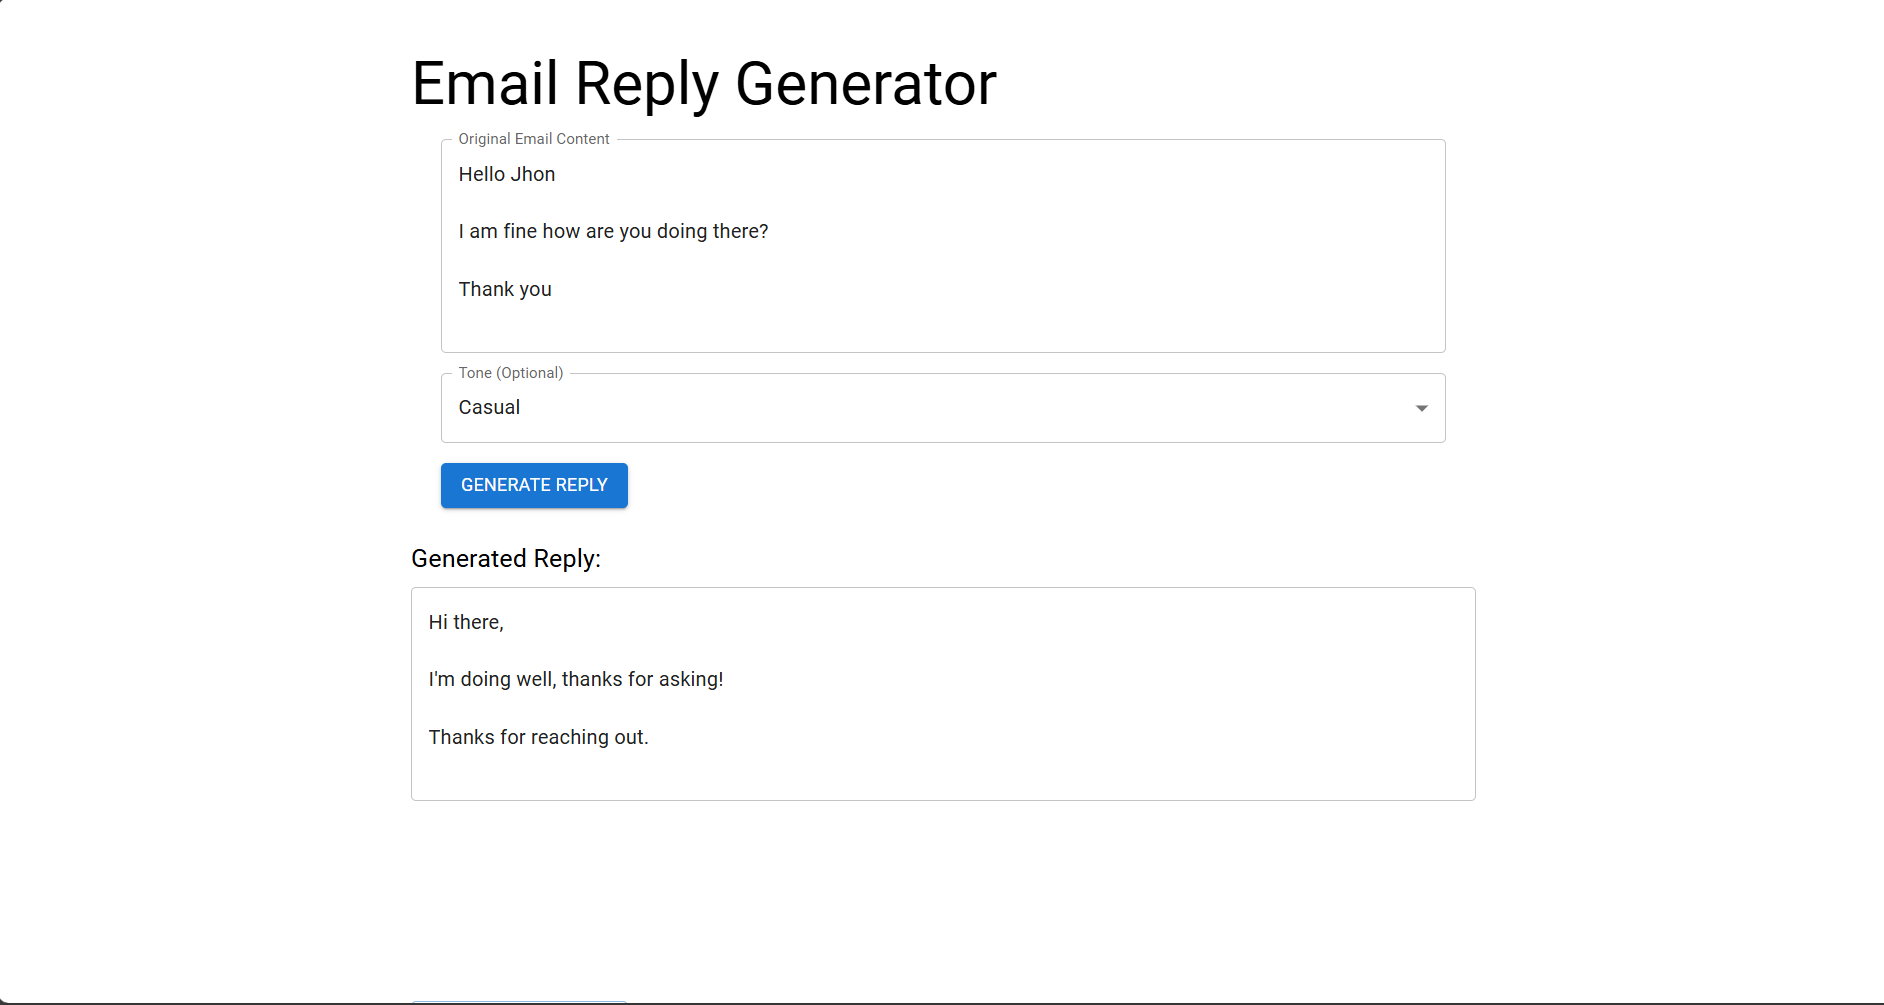 Email Reply Generator
Original Email Content
Hello Jhon
I am fine how are you doing there?
Thank you
Tone (Optional)
Casual
GENERATE REPLY
Generated Reply:
Hi there,
I'm doing well, thanks for asking!
Thanks for reaching out.